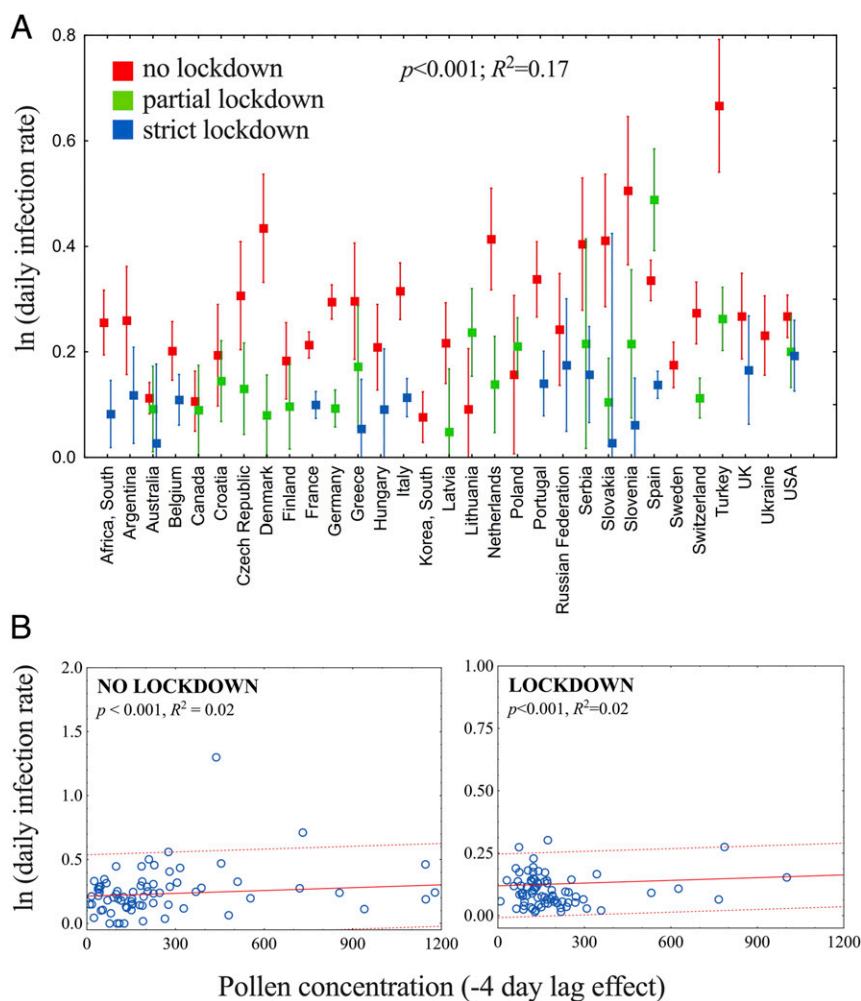 A
ln (daily infection rate)
0.8
0.6
0.4
0.2
0.0
no lockdown
partial lockdown
strict lockdown
p<0.001; R²=0.17
Africa, South
Argentina
Australia
Belgium
Canada
Croatia
Czech Republic
Denmark
Finland
France
Germany
Greece
Hungary
Italy
Korea, South
Latvia
Lithuania
Netherlands
Poland
Portugal
Russian Federation
Serbia
Slovakia
Slovenia
Spain
Sweden
Switzerland
Turkey
UK
Ukraine
USA
B
ln (daily infection rate)
2.0
1.5
1.0
0.5
0.0
NO LOCKDOWN
p < 0.001, R² = 0.02
0 300 600 900 1200
1.00
0.75
0.50
0.25
0.00
LOCKDOWN
p<0.001, R²=0.02
0 300 600 900 1200
Pollen concentration (-4 day lag effect)